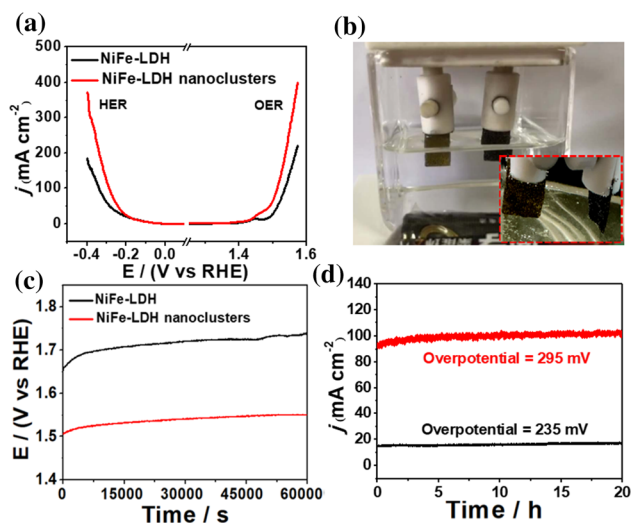 (a)
NiFe-LDH
NiFe-LDH nanoclusters
HER
OER
500
400
300
200
100
0
j (mA cm-2)
-0.4
-0.2
0.0
1.4
1.6
E / (V vs RHE)
(b)
(c)
NiFe-LDH
NiFe-LDH nanoclusters
1.8
1.7
1.6
1.5
1.4
E / (V vs RHE)
0
15000
30000
45000
60000
Time / s
(d)
140
120
100
80
60
40
20
0
j (mA cm-2)
Overpotential = 295 mV
Overpotential = 235 mV
0
5
10
15
20
Time / h